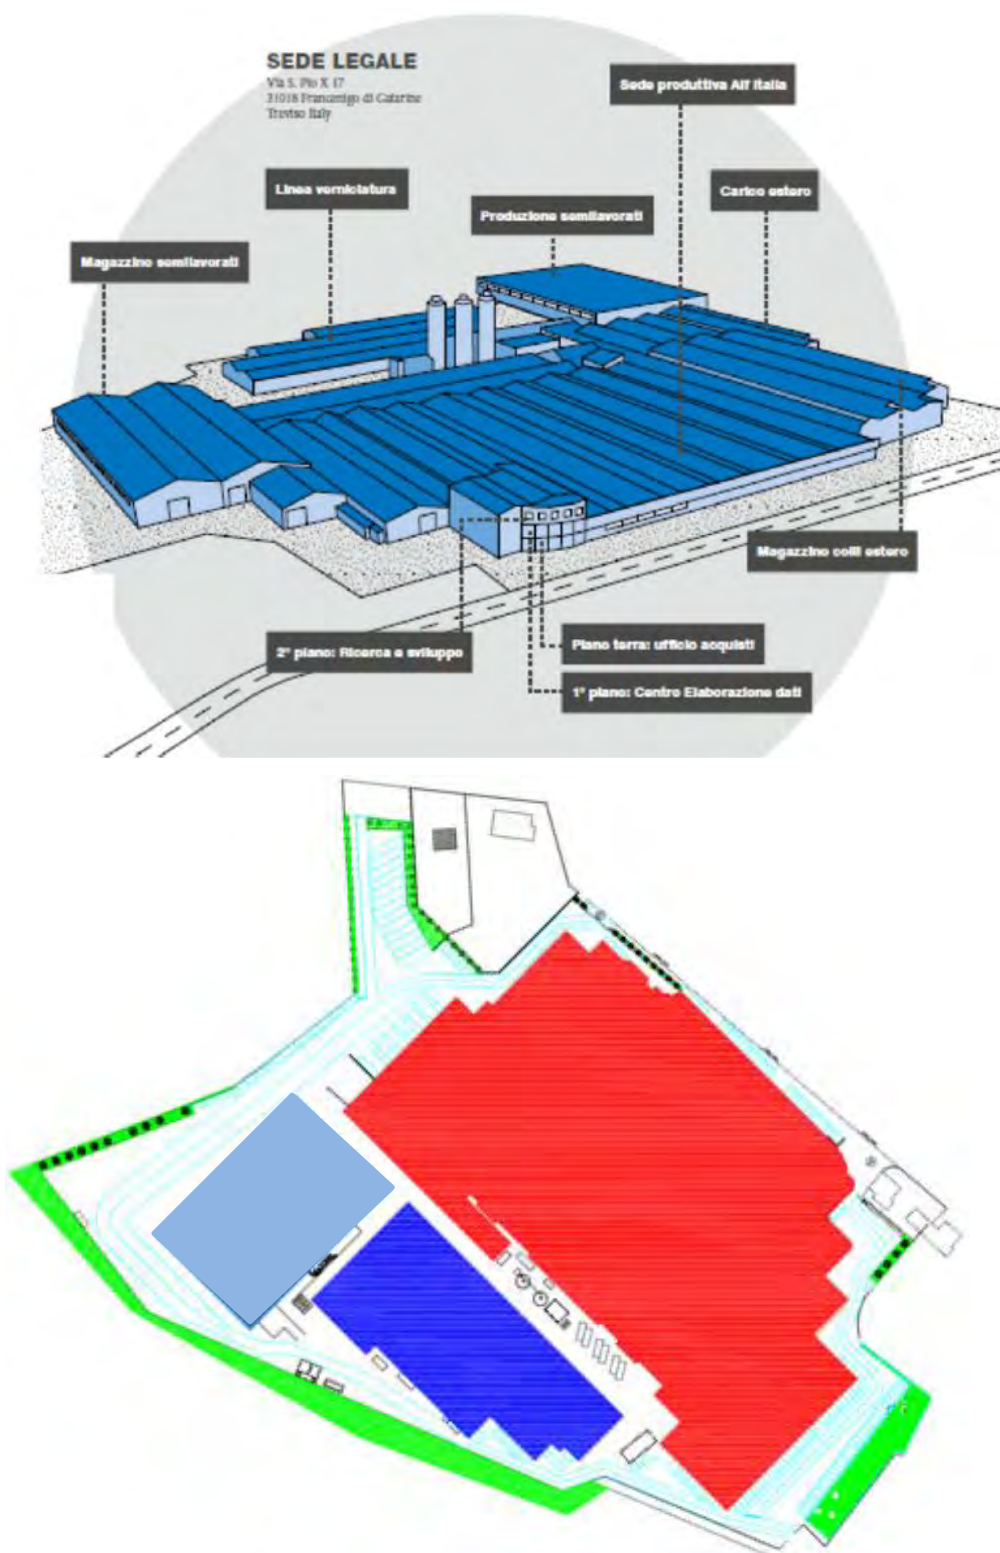 SEDE LEGALE
Via S. Pio X 17
31018 Francenigo di Gaiarine
Treviso Italy
Sede produttiva Alf Italia
Linea verniciatura
Carico estero
Produzione semilavorati
Magazzino semilavorati
Magazzino colli estero
2° piano: Ricerca e sviluppo
Piano terra: ufficio acquisti
1° piano: Centro Elaborazione dati